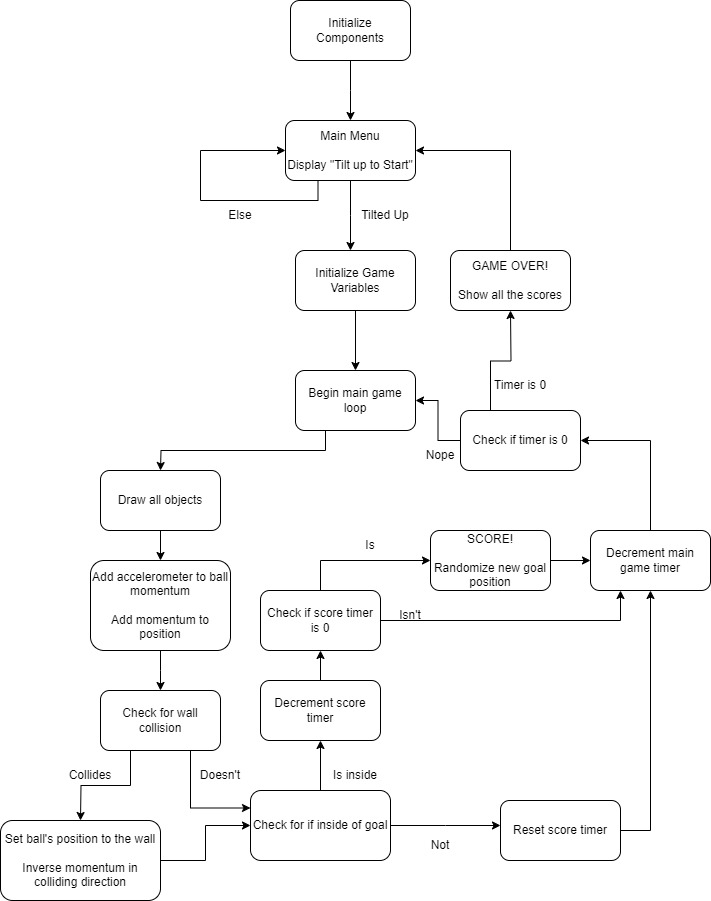 Initialize
Components
Main Menu
Display "Tilt up to Start"
Else
Tilted Up
Initialize Game
Variables
GAME OVER!
Show all the scores
Timer is 0
Begin main game
loop
Check if timer is 0
Nope
Draw all objects
Add accelerometer to ball
momentum
Add momentum to
position
Is
SCORE!
Randomize new goal
position
Decrement main
game timer
Check if score timer
is 0
Isn't
Check for wall
collision
Decrement score
timer
Collides
Doesn't
Is inside
Set ball's position to the wall
Inverse momentum in
colliding direction
Check for if inside of goal
Not
Reset score timer